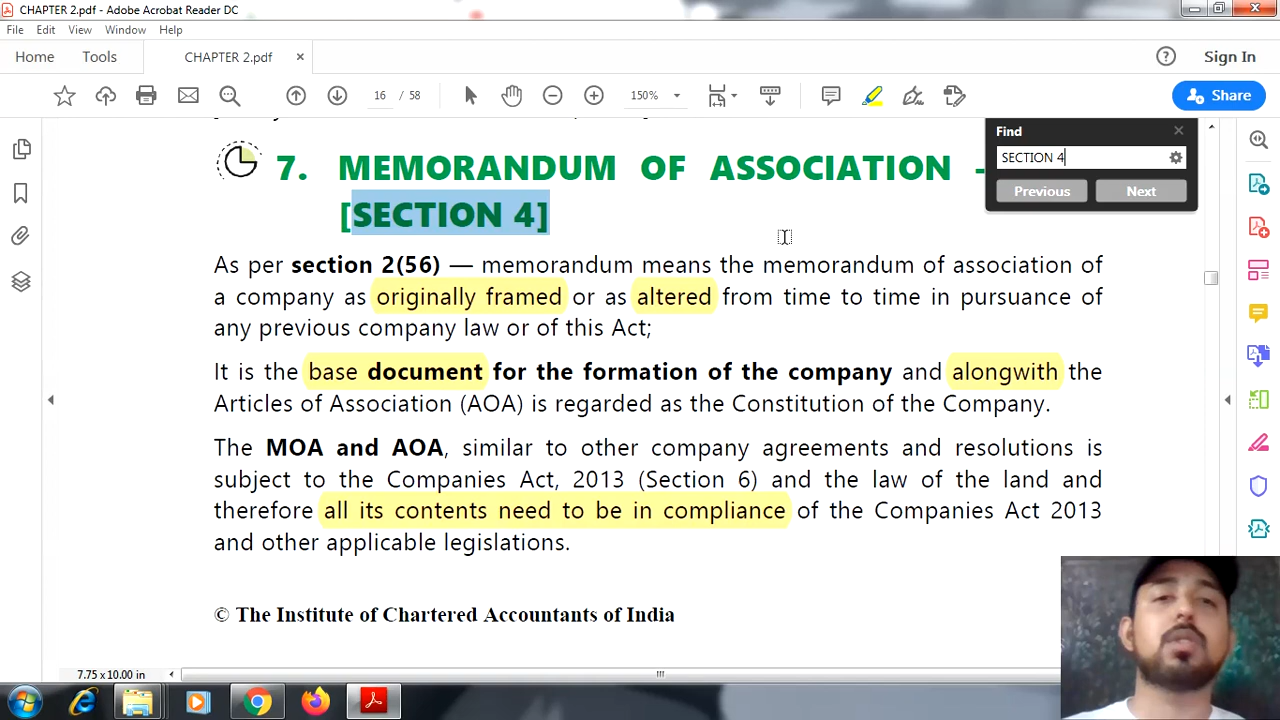 CHAPTER 2.pdf - Adobe Acrobat Reader DC
File Edit View Window Help
Home Tools CHAPTER 2.pdf × Sign In
16 / 58 150% Share
Find
7. MEMORANDUM OF ASSOCIATION -
SECTION 4
[SECTION 4]
Previous Next
As per section 2(56) — memorandum means the memorandum of association of
a company as originally framed or as altered from time to time in pursuance of
any previous company law or of this Act;
It is the base document for the formation of the company and alongwith the
Articles of Association (AOA) is regarded as the Constitution of the Company.
The MOA and AOA, similar to other company agreements and resolutions is
subject to the Companies Act, 2013 (Section 6) and the law of the land and
therefore all its contents need to be in compliance of the Companies Act 2013
and other applicable legislations.
© The Institute of Chartered Accountants of India
7.75 x 10.00 in